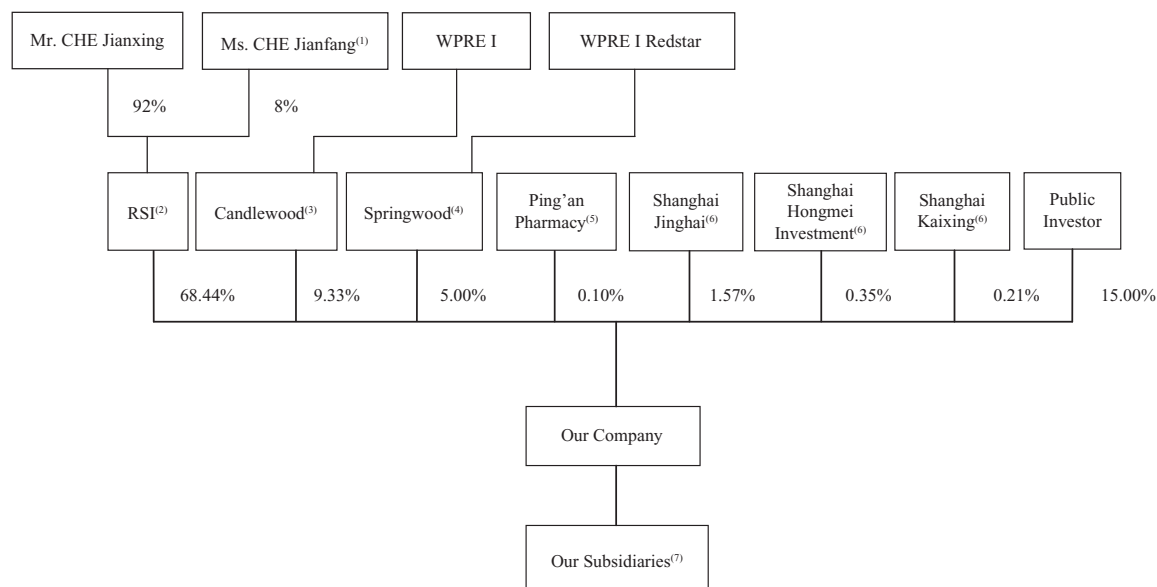 Mr. CHE Jianxing
Ms. CHE Jianfang(1)
WPRE I
WPRE I Redstar
92%
8%
RSI(2)
Candlewood(3)
Springwood(4)
Ping’an
Pharmacy(5)
Shanghai
Jinghai(6)
Shanghai
Hongmei
Investment(6)
Shanghai
Kaixing(6)
Public
Investor
68.44%
9.33%
5.00%
0.10%
1.57%
0.35%
0.21%
15.00%
Our Company
Our Subsidiaries(7)